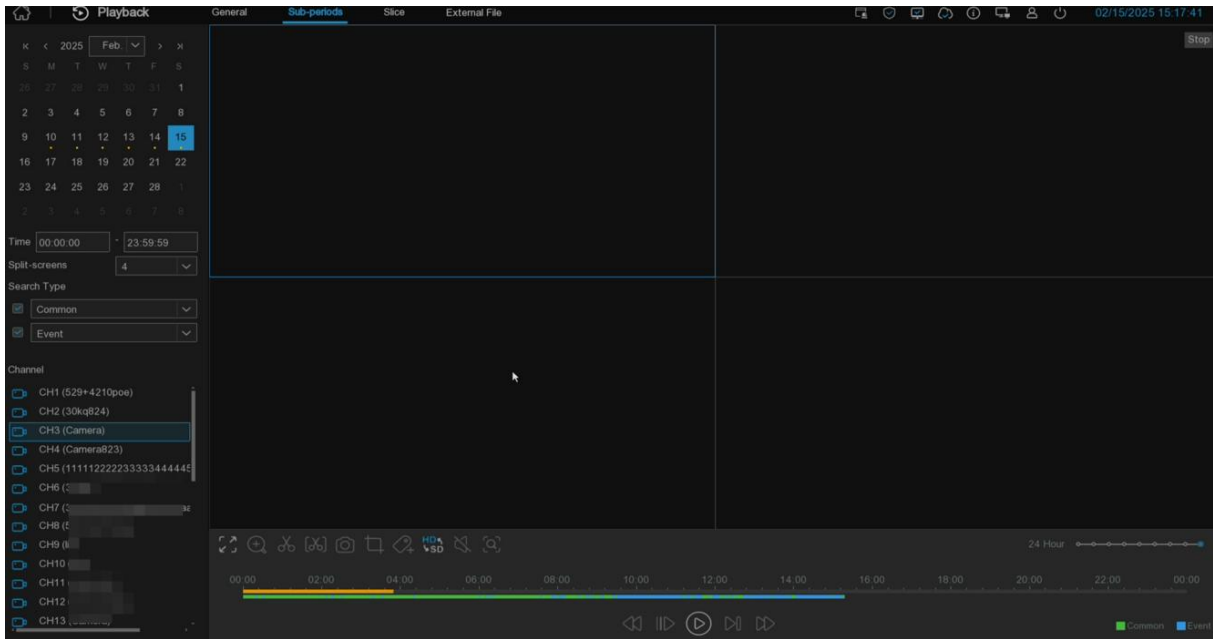 Playback General Sub-periods Slice External File 02/15/2025 15:17:41
Stop
2025 Feb.
S M T W T F S
26 27 28 29 30 31 1
2 3 4 5 6 7 8
9 10 11 12 13 14 15
16 17 18 19 20 21 22
23 24 25 26 27 28 1
2 3 4 5 6 7 8
Time 00:00:00 - 23:59:59
Split-screens 4
Search Type
Common
Event
Channel
CH1 (529+4210poe)
CH2 (30kq824)
CH3 (Camera)
CH4 (Camera823)
CH5 (
CH6 (
CH7 (
CH8 (
CH9 (
CH10
CH11
CH12
CH13
HD SD
24 Hour
00:00 02:00 04:00 06:00 08:00 10:00 12:00 14:00 16:00 18:00 20:00 22:00 00:00
Common Event